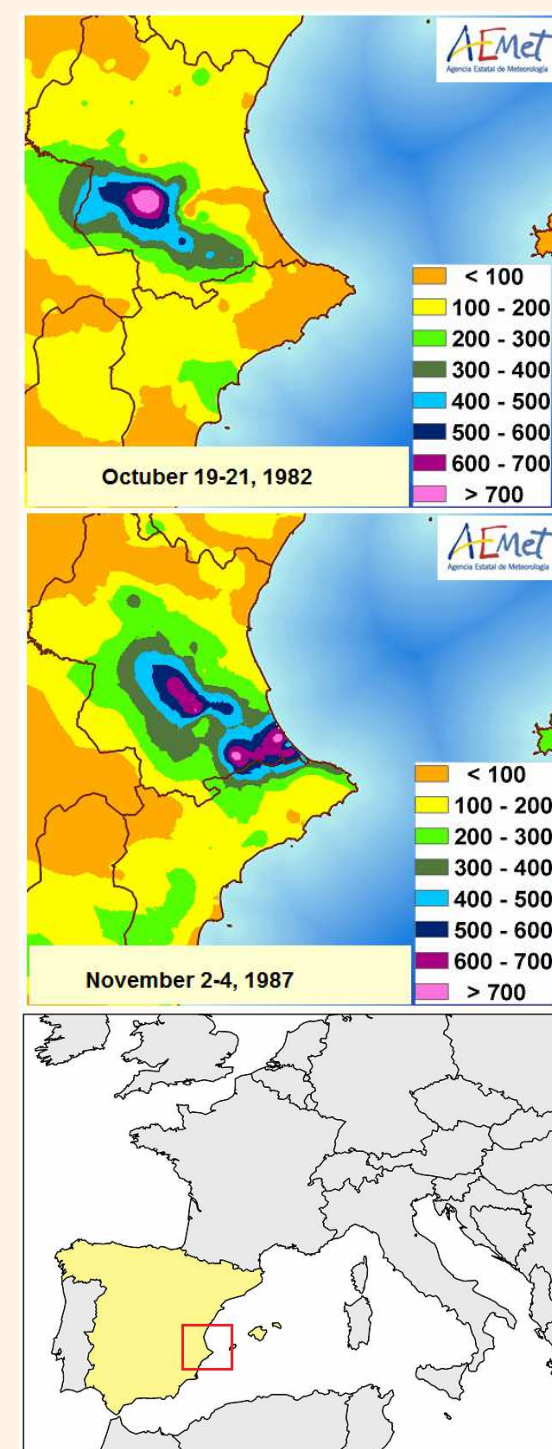 AEMet
Agencia Estatal de Meteorología
< 100
100 - 200
200 - 300
300 - 400
400 - 500
500 - 600
600 - 700
> 700
Octuber 19-21, 1982
AEMet
Agencia Estatal de Meteorología
< 100
100 - 200
200 - 300
300 - 400
400 - 500
500 - 600
600 - 700
> 700
November 2-4, 1987